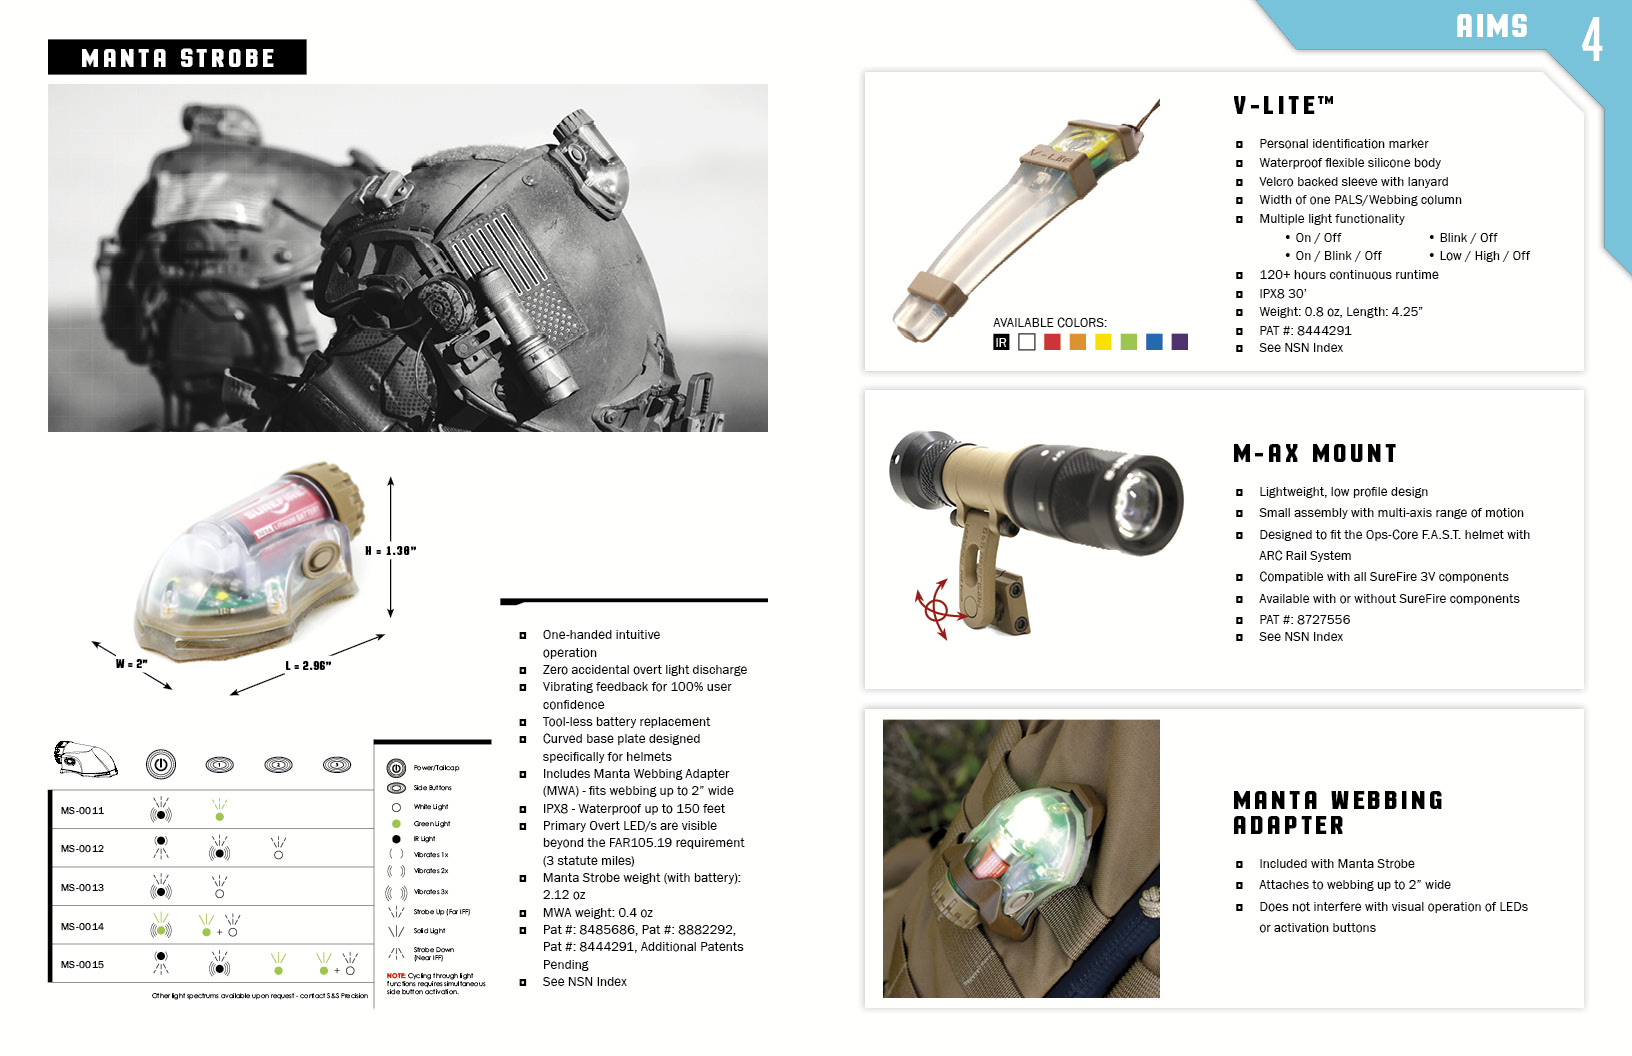 MANTA STROBE
H = 1.30"
W = 2"
L = 2.96"
SUREFIRE
One-handed intuitive
operation
Zero accidental overt light discharge
Vibrating feedback for 100% user
confidence
Tool-less battery replacement
Curved base plate designed
specifically for helmets
Includes Manta Webbing Adapter
(MWA) - fits webbing up to 2" wide
IPX8 - Waterproof up to 150 feet
Primary Overt LED/s are visible
beyond the FAR105.19 requirement
(3 statute miles)
Manta Strobe weight (with battery):
2.12 oz
MWA weight: 0.4 oz
Pat #: 8485686, Pat #: 8882292,
Pat #: 8444291, Additional Patents
Pending
See NSN Index
1
2
3
MS-0011
MS-0012
MS-0013
MS-0014
+
MS-0015
+
Other light spectrums available upon request - contact S&S Precision
Power/Tailcap
Side Buttons
White Light
Green Light
IR Light
Vibrates 1x
Vibrates 2x
Vibrates 3x
Strobe Up (Far IFF)
Solid Light
Strobe Down
(Near IFF)
NOTE: Cycling through light
functions requires simultaneous
side button activation.
AIMS
4
V-LITE™
Personal identification marker
Waterproof flexible silicone body
Velcro backed sleeve with lanyard
Width of one PALS/Webbing column
Multiple light functionality
• On / Off • Blink / Off
• On / Blink / Off • Low / High / Off
120+ hours continuous runtime
IPX8 30'
Weight: 0.8 oz, Length: 4.25"
PAT #: 8444291
See NSN Index
V-Lite
AVAILABLE COLORS:
IR
M-AX MOUNT
Lightweight, low profile design
Small assembly with multi-axis range of motion
Designed to fit the Ops-Core F.A.S.T. helmet with
ARC Rail System
Compatible with all SureFire 3V components
Available with or without SureFire components
PAT #: 8727556
See NSN Index
MANTA WEBBING
ADAPTER
Included with Manta Strobe
Attaches to webbing up to 2" wide
Does not interfere with visual operation of LEDs
or activation buttons